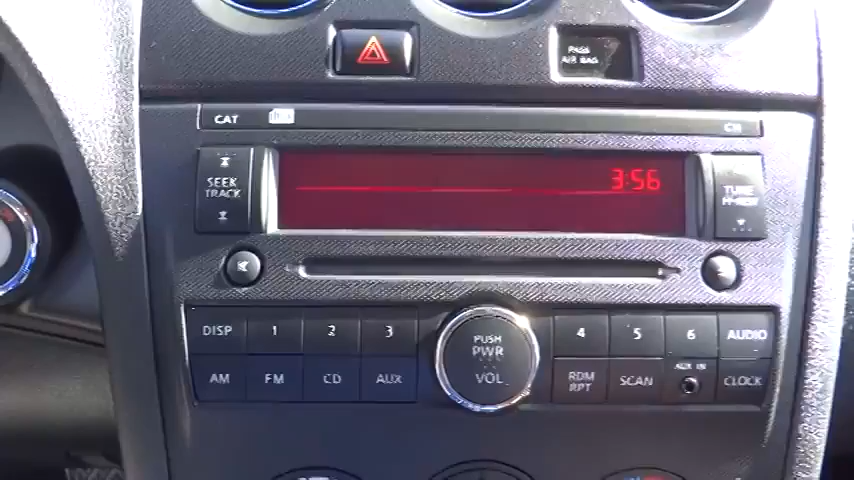 PASS
AIR BAG
CAT
3:56
SEEK
TRACK
TUNE
DISP 1 2 3
PUSH
PWR
VOL
4 5 6 AUDIO
AM FM CD AUX
RDM
RPT
SCAN
AUX IN
CLOCK